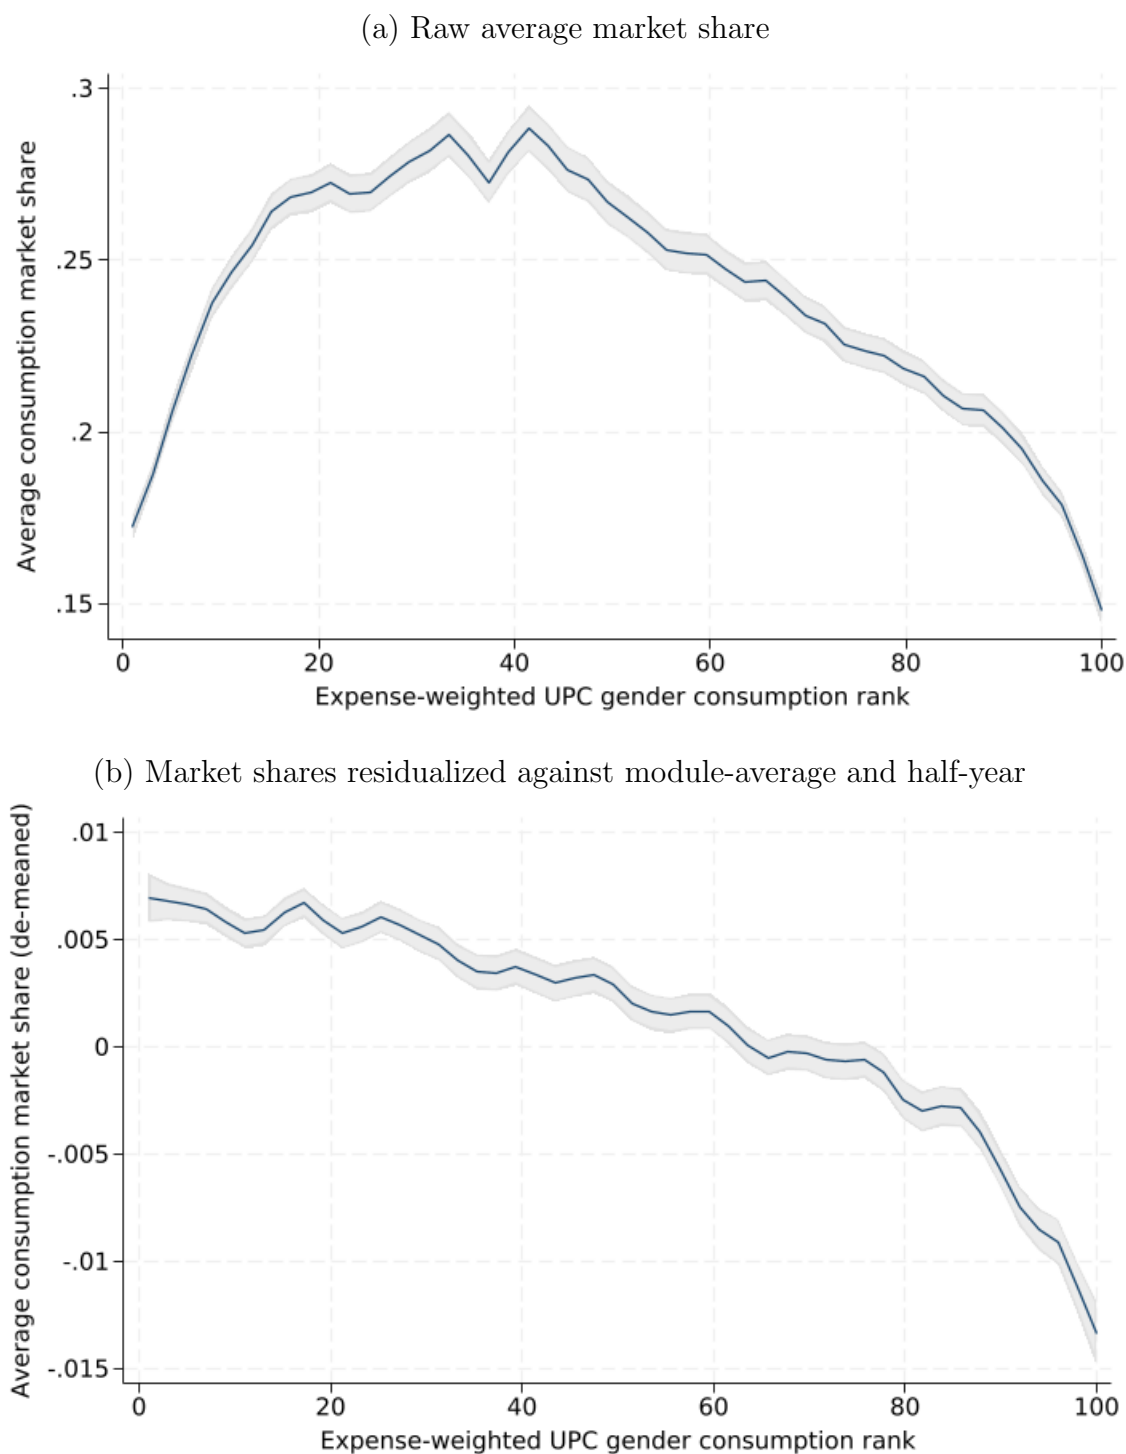 (a) Raw average market share
Average consumption market share
.3
.25
.2
.15
0 20 40 60 80 100
Expense-weighted UPC gender consumption rank
(b) Market shares residualized against module-average and half-year
Average consumption market share (de-meaned)
.01
.005
0
-.005
-.01
-.015
0 20 40 60 80 100
Expense-weighted UPC gender consumption rank